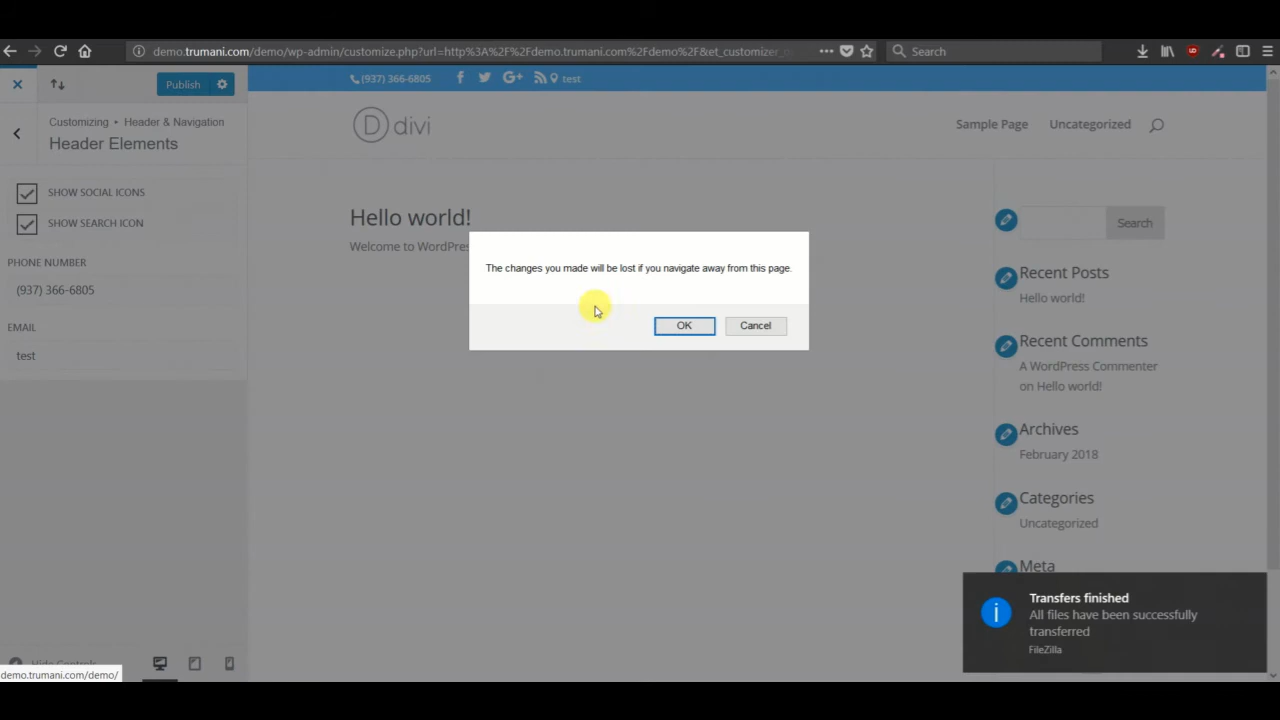 demo.trumani.com/demo/wp-admin/customize.php?url=http%3A%2F%2Fdemo.trumani.com%2Fdemo%2F&et_customizer_
Search
Publish
(937) 366-6805
test
Customizing • Header & Navigation
Header Elements
divi
Sample Page
Uncategorized
SHOW SOCIAL ICONS
SHOW SEARCH ICON
PHONE NUMBER
(937) 366-6805
EMAIL
test
Hello world!
Welcome to WordPres
The changes you made will be lost if you navigate away from this page.
OK
Cancel
Search
Recent Posts
Hello world!
Recent Comments
A WordPress Commenter
on Hello world!
Archives
February 2018
Categories
Uncategorized
Meta
Transfers finished
All files have been successfully
transferred
FileZilla
Hide Controls
demo.trumani.com/demo/